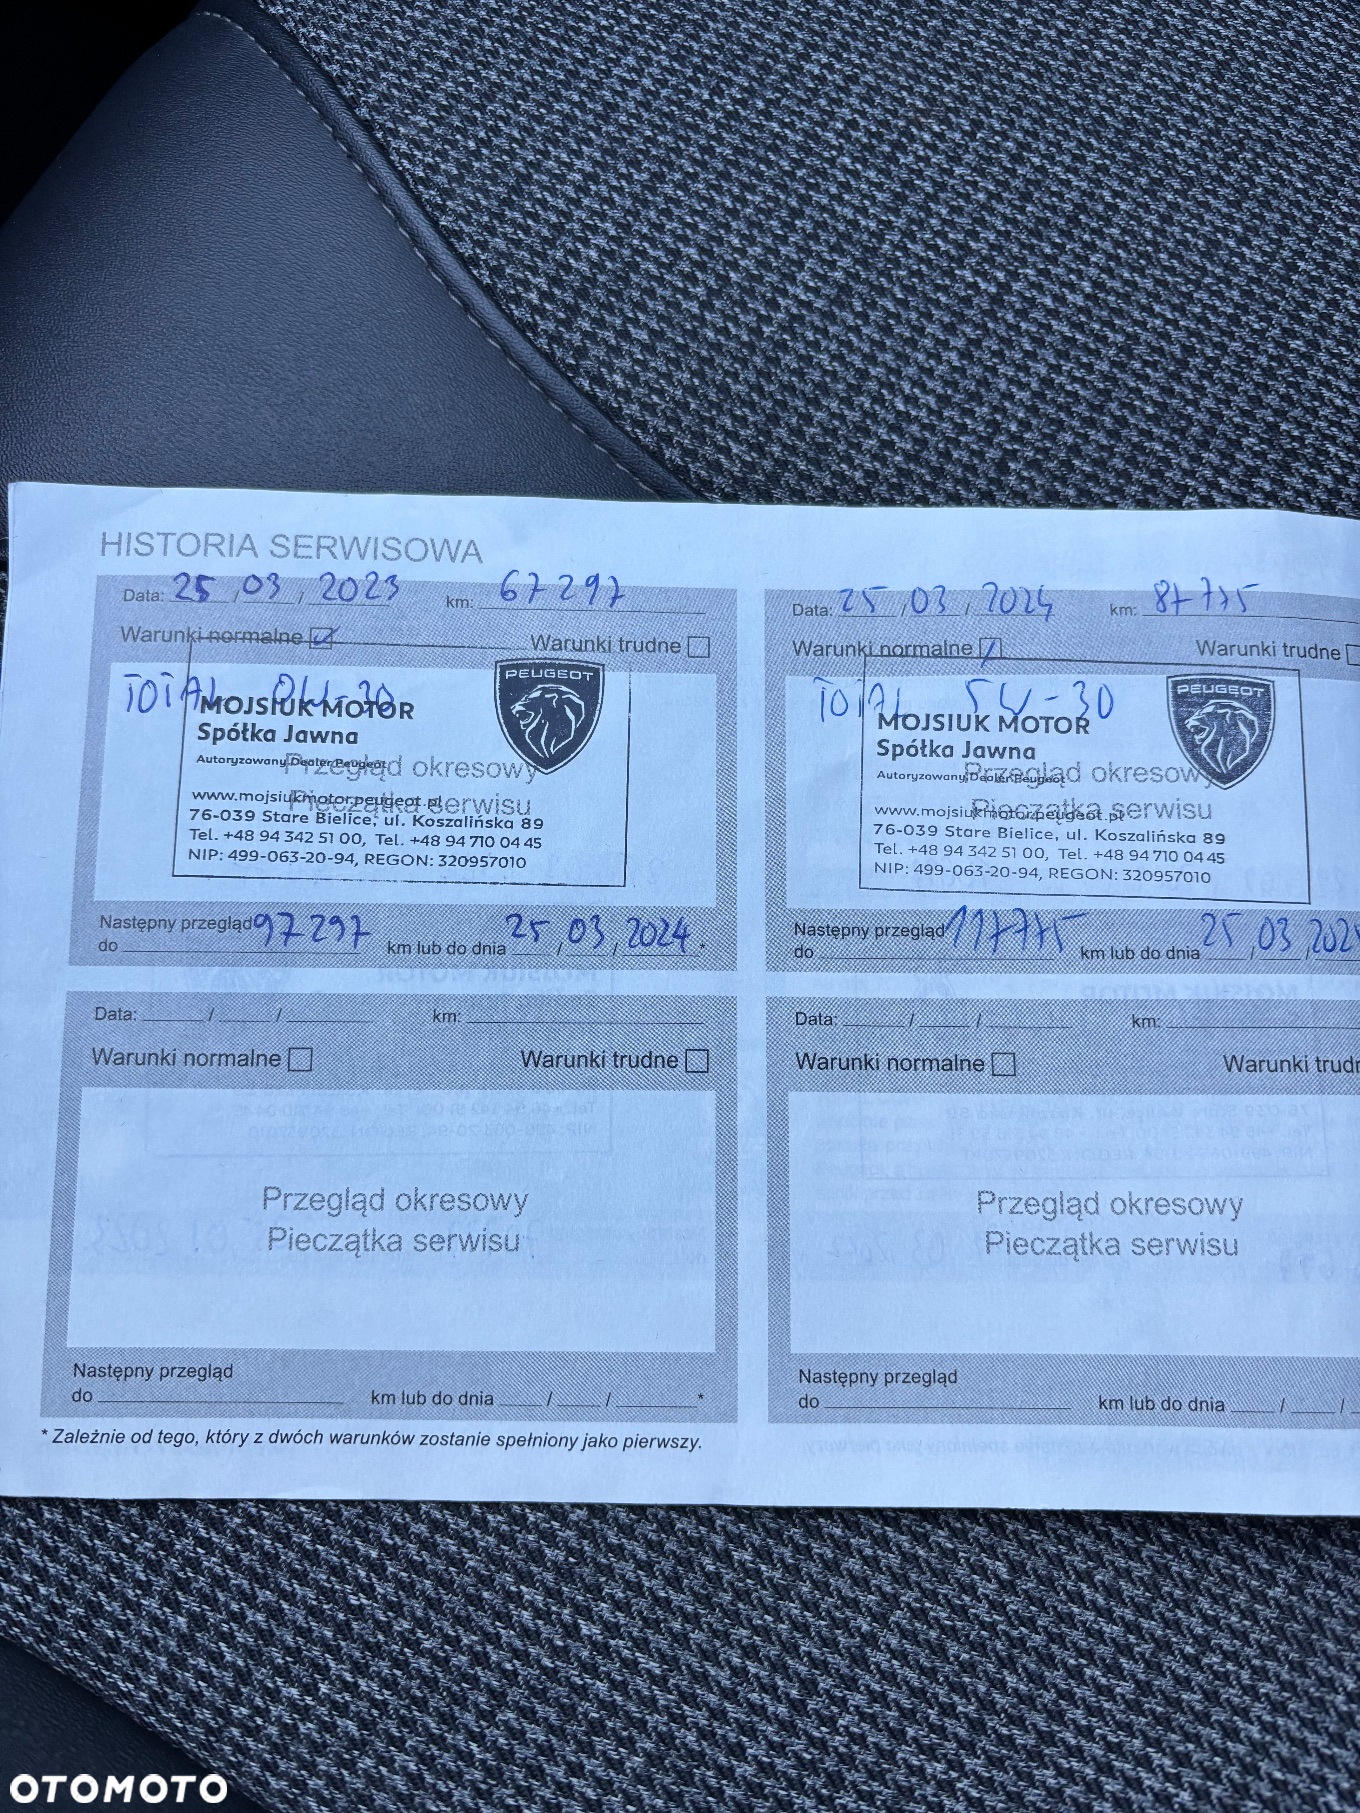 HISTORIA SERWISOWA
Data: 25 / 03 / 2023 km: 67297
Warunki normalne Warunki trudne
TOTAL 0W-30
PEUGEOT
MOJSIUK MOTOR
Spółka Jawna
Autoryzowany Dealer Peugeot
Przegląd okresowy
www.mojsiukmotor.peugeot.pl
Pieczątka serwisu
76-039 Stare Bielice, ul. Koszalińska 89
Tel. +48 94 342 51 00, Tel. +48 94 710 04 45
NIP: 499-063-20-94, REGON: 320957010
Następny przegląd
do 97297 km lub do dnia 25 / 03 / 2024 *
Data: 25 / 03 / 2024 km: 87775
Warunki normalne Warunki trudne
TOTAL 5W-30
PEUGEOT
MOJSIUK MOTOR
Spółka Jawna
Autoryzowany Dealer Peugeot
Przegląd okresowy
www.mojsiukmotor.peugeot.pl
Pieczątka serwisu
76-039 Stare Bielice, ul. Koszalińska 89
Tel. +48 94 342 51 00, Tel. +48 94 710 04 45
NIP: 499-063-20-94, REGON: 320957010
Następny przegląd
do 117775 km lub do dnia 25 / 03 / 202
Data: / / km:
Warunki normalne Warunki trudne
Przegląd okresowy
Pieczątka serwisu
Następny przegląd
do km lub do dnia / / *
Data: / / km:
Warunki normalne Warunki trudn
Przegląd okresowy
Pieczątka serwisu
Następny przegląd
do km lub do dnia / /
* Zależnie od tego, który z dwóch warunków zostanie spełniony jako pierwszy.
OTOMOTO